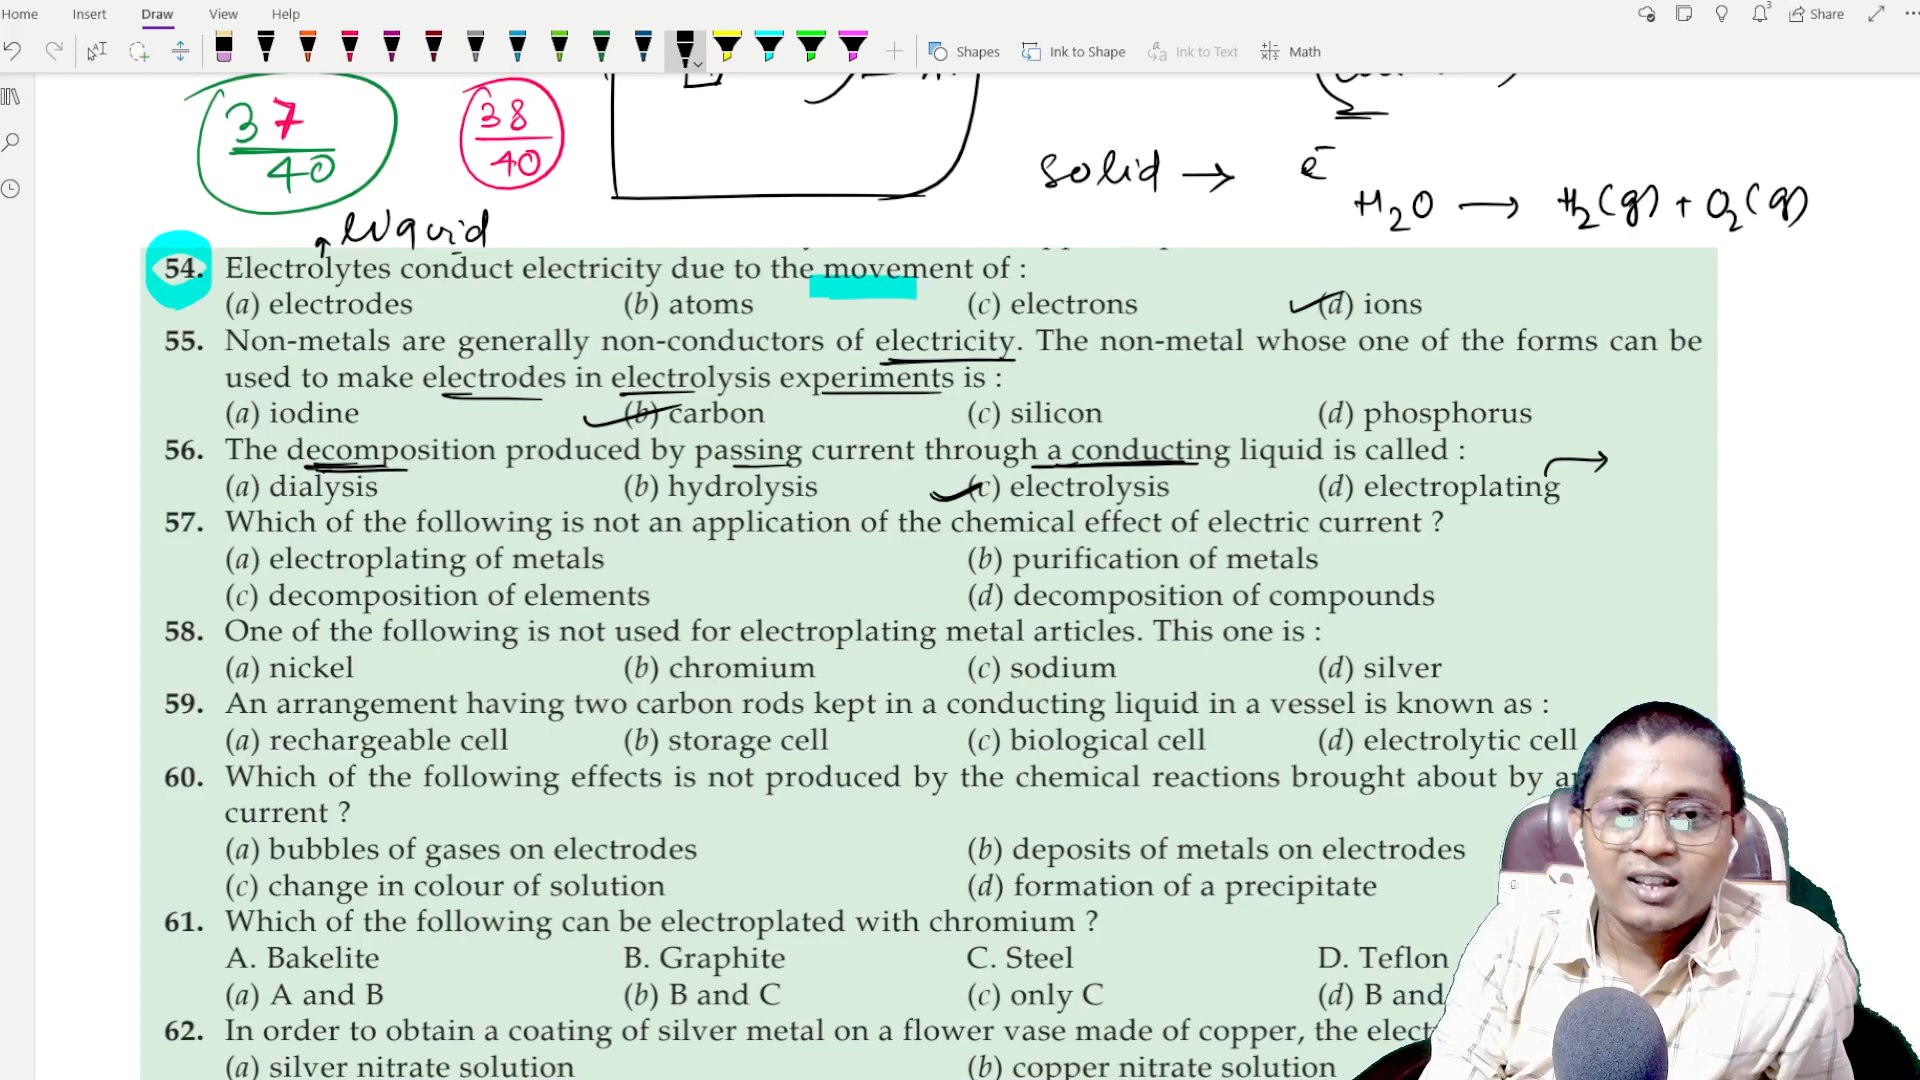 Home Insert Draw View Help
3 Share
Shapes Ink to Shape Ink to Text Math
37 38
40 40
solid → e⁻
H₂O → H₂(g) + O₂(g)
liquid
54. Electrolytes conduct electricity due to the movement of :
(a) electrodes (b) atoms (c) electrons (d) ions
55. Non-metals are generally non-conductors of electricity. The non-metal whose one of the forms can be
used to make electrodes in electrolysis experiments is :
(a) iodine (b) carbon (c) silicon (d) phosphorus
56. The decomposition produced by passing current through a conducting liquid is called :
(a) dialysis (b) hydrolysis (c) electrolysis (d) electroplating
57. Which of the following is not an application of the chemical effect of electric current ?
(a) electroplating of metals (b) purification of metals
(c) decomposition of elements (d) decomposition of compounds
58. One of the following is not used for electroplating metal articles. This one is :
(a) nickel (b) chromium (c) sodium (d) silver
59. An arrangement having two carbon rods kept in a conducting liquid in a vessel is known as :
(a) rechargeable cell (b) storage cell (c) biological cell (d) electrolytic cell
60. Which of the following effects is not produced by the chemical reactions brought about by
current ?
(a) bubbles of gases on electrodes (b) deposits of metals on electrodes
(c) change in colour of solution (d) formation of a precipitate
61. Which of the following can be electroplated with chromium ?
A. Bakelite B. Graphite C. Steel D. Teflon
(a) A and B (b) B and C (c) only C (d) B and
62. In order to obtain a coating of silver metal on a flower vase made of copper, the
(a) silver nitrate solution (b) copper nitrate solution